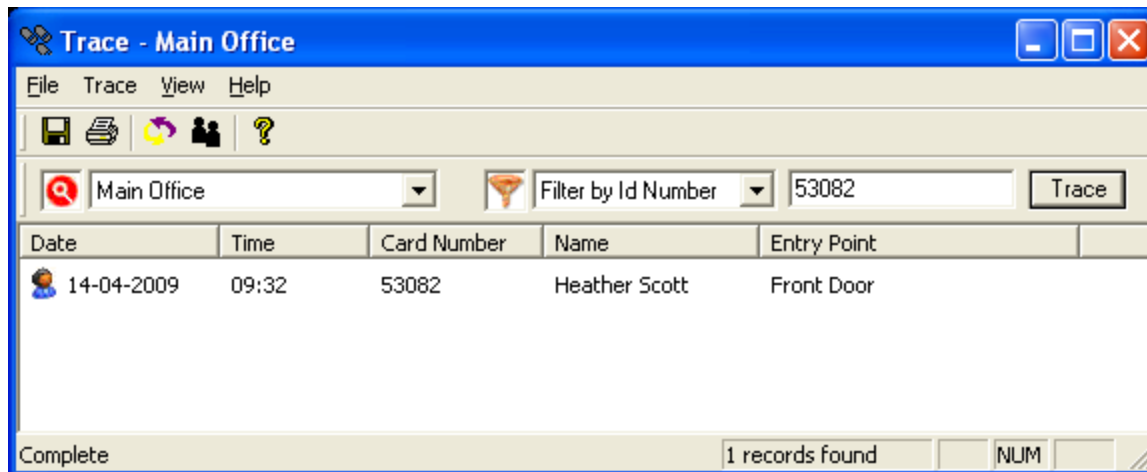 Trace - Main Office
File Trace View Help
Main Office Filter by Id Number 53082 Trace
Date Time Card Number Name Entry Point
14-04-2009 09:32 53082 Heather Scott Front Door
Complete 1 records found NUM